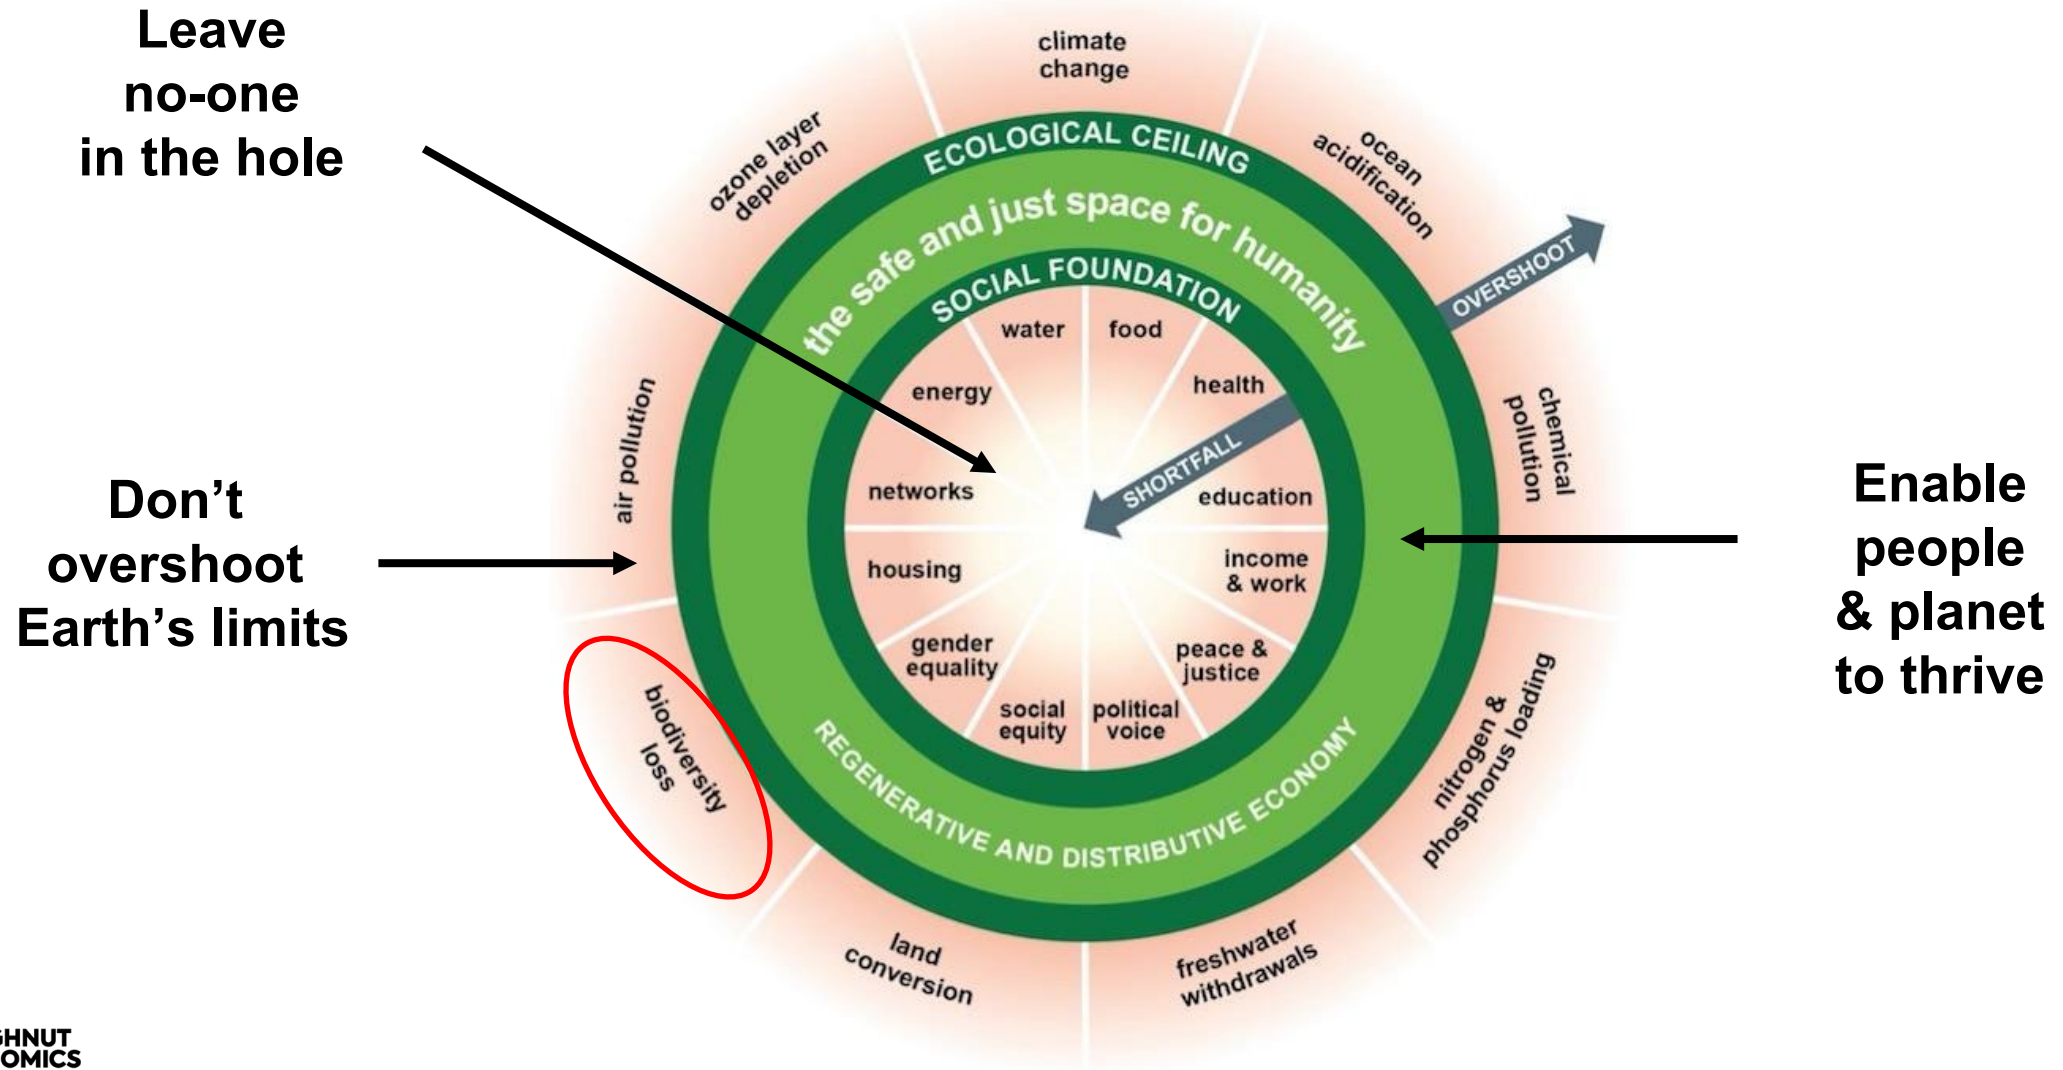 Leave
no-one
in the hole
Don’t
overshoot
Earth’s limits
Enable
people
& planet
to thrive
climate
change
ocean
acidification
chemical
pollution
nitrogen &
phosphorus loading
freshwater
withdrawals
land
conversion
biodiversity
loss
air pollution
ozone layer
depletion
ECOLOGICAL CEILING
the safe and just space for humanity
SOCIAL FOUNDATION
OVERSHOOT
SHORTFALL
water
food
health
education
income
& work
peace &
justice
political
voice
social
equity
gender
equality
housing
networks
energy
REGENERATIVE AND DISTRIBUTIVE ECONOMY
GHNUT
OMICS